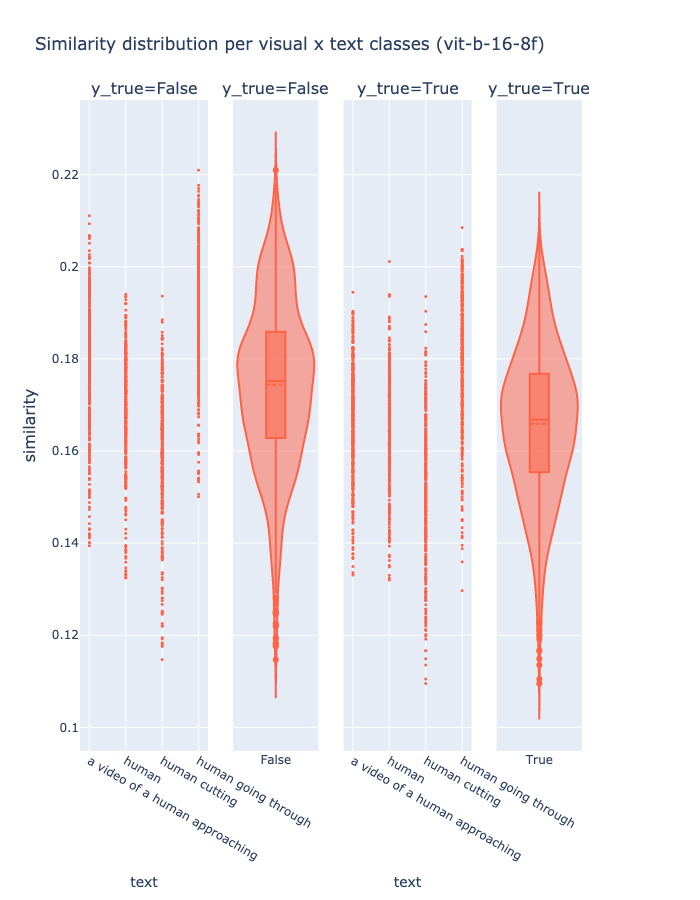 Similarity distribution per visual x text classes (vit-b-16-8f)
y_true=False
y_true=False
y_true=True
y_true=True
similarity
0.22
0.2
0.18
0.16
0.14
0.12
0.1
a video of a human approaching
human
human cutting
human going through
False
a video of a human approaching
human
human cutting
human going through
True
text
text